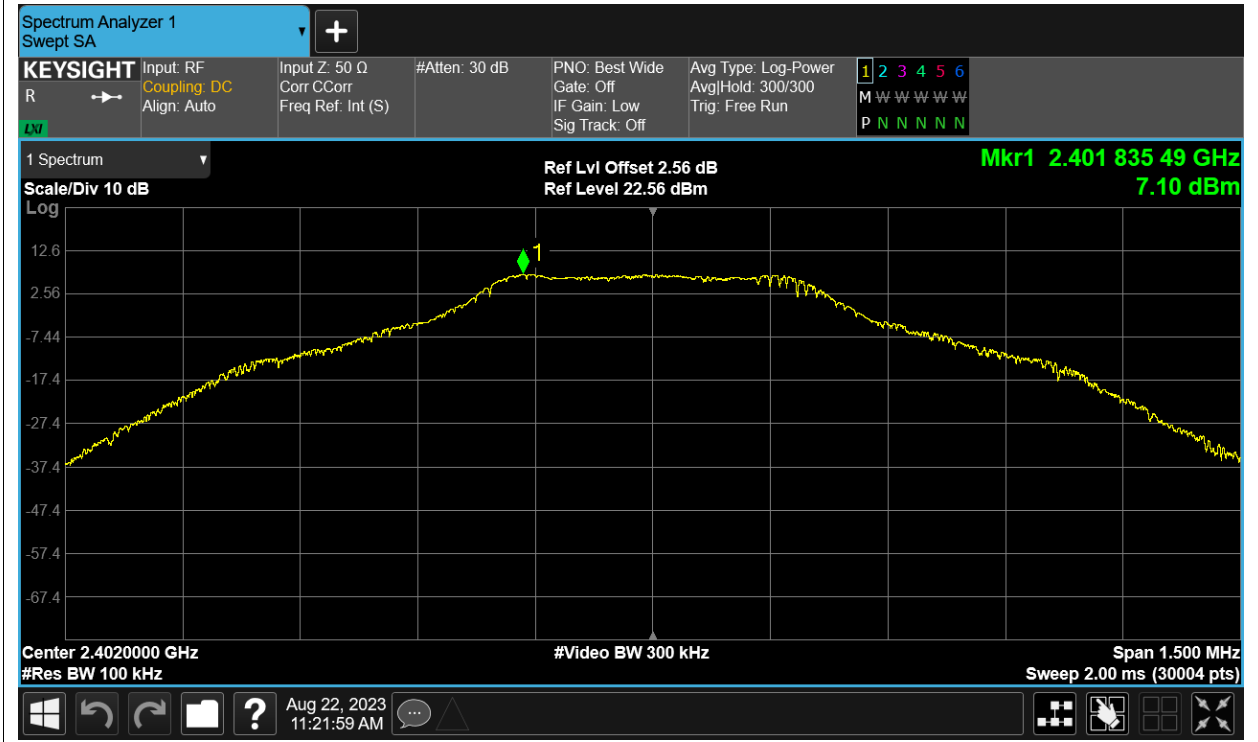 Spectrum Analyzer 1
Swept SA
+
KEYSIGHT
R
LXI
Input: RF
Coupling: DC
Align: Auto
Input Z: 50 Ω
Corr CCorr
Freq Ref: Int (S)
#Atten: 30 dB
PNO: Best Wide
Gate: Off
IF Gain: Low
Sig Track: Off
Avg Type: Log-Power
Avg|Hold: 300/300
Trig: Free Run
1 2 3 4 5 6
M W W W W W
P N N N N N N
1 Spectrum
Scale/Div 10 dB
Log
Ref Lvl Offset 2.56 dB
Ref Level 22.56 dBm
Mkr1 2.401 835 49 GHz
7.10 dBm
1
12.6
2.56
-7.44
-17.4
-27.4
-37.4
-47.4
-57.4
-67.4
Center 2.4020000 GHz
#Res BW 100 kHz
#Video BW 300 kHz
Span 1.500 MHz
Sweep 2.00 ms (30004 pts)
?
Aug 22, 2023
11:21:59 AM